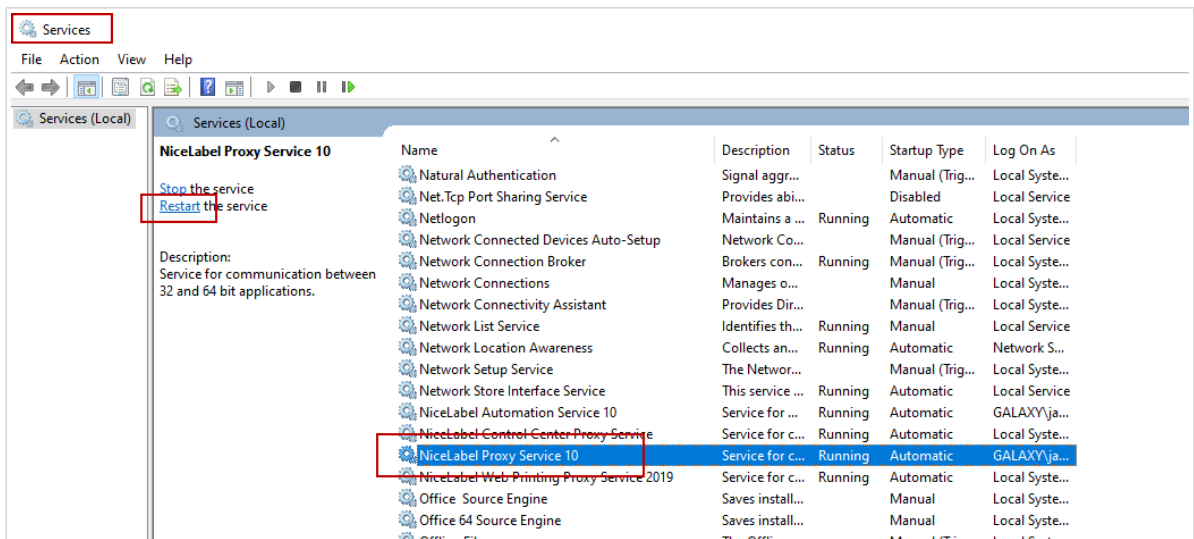 Services
File Action View Help
Services (Local)
Services (Local)
NiceLabel Proxy Service 10
Stop the service
Restart the service
Description:
Service for communication between
32 and 64 bit applications.
Name Description Status Startup Type Log On As
Natural Authentication Signal aggr... Manual (Trig... Local Syste...
Net.Tcp Port Sharing Service Provides abi... Disabled Local Service
Netlogon Maintains a ... Running Automatic Local Syste...
Network Connected Devices Auto-Setup Network Co... Manual (Trig... Local Service
Network Connection Broker Brokers con... Running Manual (Trig... Local Syste...
Network Connections Manages o... Manual Local Syste...
Network Connectivity Assistant Provides Dir... Manual (Trig... Local Syste...
Network List Service Identifies th... Running Manual Local Service
Network Location Awareness Collects an... Running Automatic Network S...
Network Setup Service The Networ... Manual (Trig... Local Syste...
Network Store Interface Service This service ... Running Automatic Local Service
NiceLabel Automation Service 10 Service for ... Running Automatic GALAXY\ja...
NiceLabel Control Center Proxy Service Service for c... Running Automatic Local Syste...
NiceLabel Proxy Service 10 Service for c... Running Automatic GALAXY\ja...
NiceLabel Web Printing Proxy Service 2019 Service for c... Running Automatic Local Syste...
Office Source Engine Saves install... Manual Local Syste...
Office 64 Source Engine Saves install... Manual Local Syste...